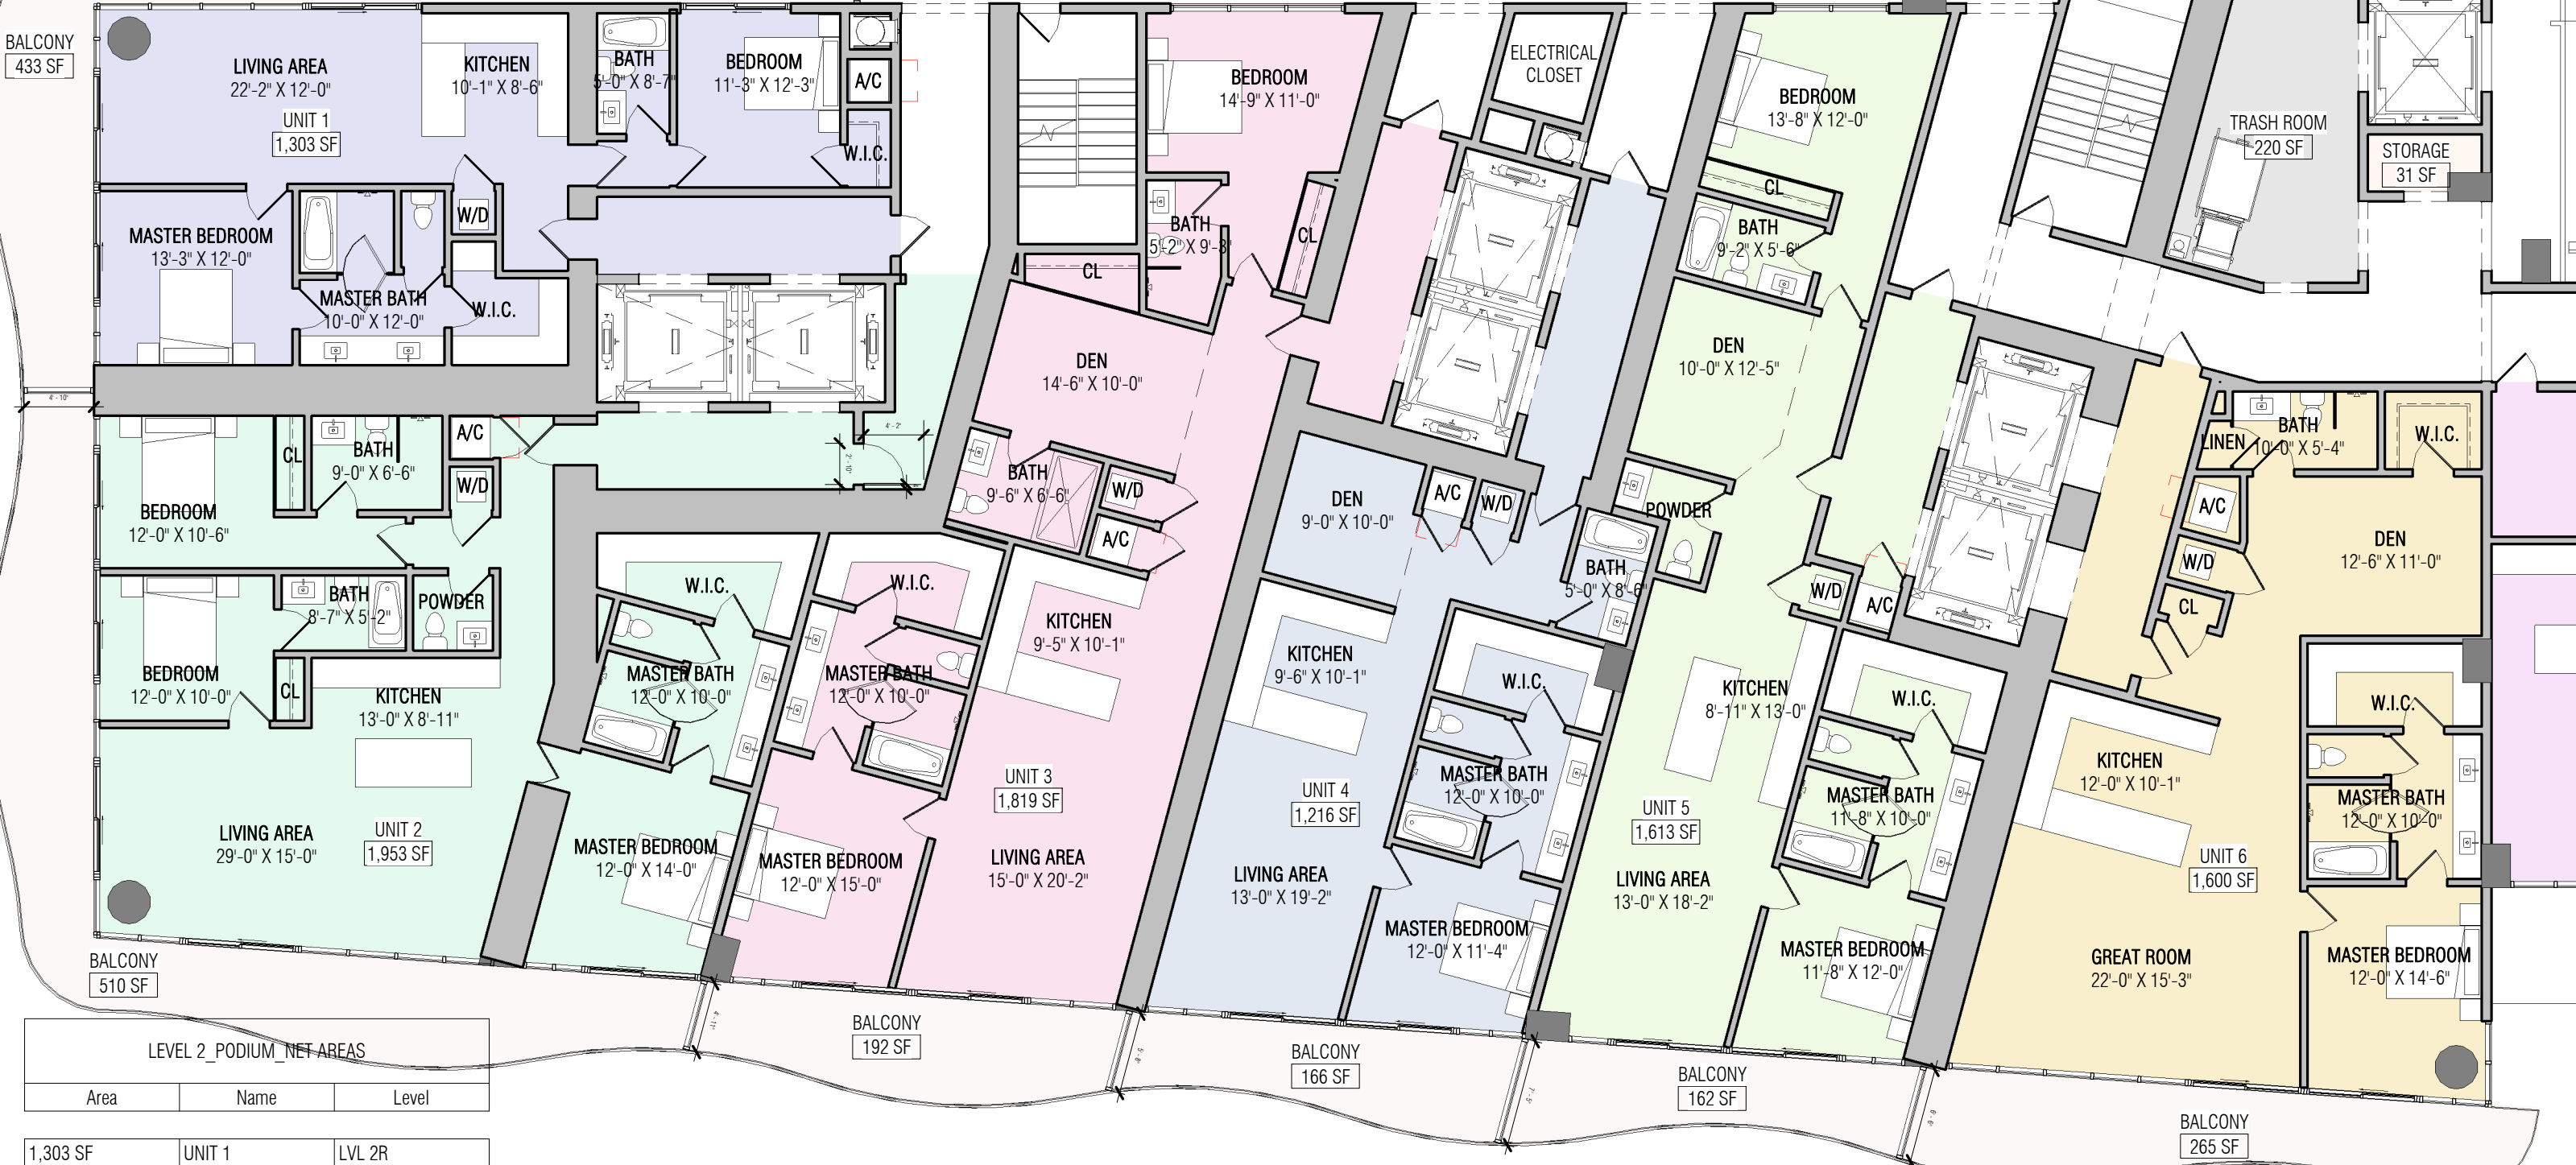 BALCONY
433 SF
LIVING AREA
22'-2" X 12'-0"
UNIT 1
1,303 SF
KITCHEN
10'-1" X 8'-6"
BATH
5'-0" X 8'-7"
BEDROOM
11'-3" X 12'-3"
A/C
W.I.C.
MASTER BEDROOM
13'-3" X 12'-0"
W/D
MASTER BATH
10'-0" X 12'-0"
W.I.C.
4' - 10"
BEDROOM
12'-0" X 10'-6"
CL
BATH
9'-0" X 6'-6"
A/C
W/D
4' - 2"
2' - 10"
BEDROOM
12'-0" X 10'-0"
CL
BATH
8'-7" X 5'-2"
POWDER
KITCHEN
13'-0" X 8'-11"
LIVING AREA
29'-0" X 15'-0"
UNIT 2
1,953 SF
W.I.C.
MASTER BATH
12'-0" X 10'-0"
MASTER BEDROOM
12'-0" X 14'-0"
BALCONY
510 SF
BEDROOM
14'-9" X 11'-0"
BATH
5'-2" X 9'-3"
CL
CL
DEN
14'-6" X 10'-0"
BATH
9'-6" X 6'-6"
W/D
A/C
W.I.C.
KITCHEN
9'-5" X 10'-1"
MASTER BATH
12'-0" X 10'-0"
UNIT 3
1,819 SF
MASTER BEDROOM
12'-0" X 15'-0"
LIVING AREA
15'-0" X 20'-2"
4' - 11"
BALCONY
192 SF
ELECTRICAL
CLOSET
DEN
9'-0" X 10'-0"
A/C
W/D
BATH
5'-0" X 8'-6"
KITCHEN
9'-6" X 10'-1"
W.I.C.
UNIT 4
1,216 SF
MASTER BATH
12'-0" X 10'-0"
LIVING AREA
13'-0" X 19'-2"
MASTER BEDROOM
12'-0" X 11'-4"
BALCONY
166 SF
BEDROOM
13'-8" X 12'-0"
CL
BATH
9'-2" X 5'-6"
DEN
10'-0" X 12'-5"
POWDER
W/D
A/C
KITCHEN
8'-11" X 13'-0"
W.I.C.
UNIT 5
1,613 SF
MASTER BATH
11'-8" X 10'-0"
LIVING AREA
13'-0" X 18'-2"
MASTER BEDROOM
11'-8" X 12'-0"
BALCONY
162 SF
TRASH ROOM
220 SF
STORAGE
31 SF
LINEN
BATH
10'-0" X 5'-4"
W.I.C.
A/C
W/D
CL
DEN
12'-6" X 11'-0"
KITCHEN
12'-0" X 10'-1"
W.I.C.
MASTER BATH
12'-0" X 10'-0"
UNIT 6
1,600 SF
GREAT ROOM
22'-0" X 15'-3"
MASTER BEDROOM
12'-0" X 14'-6"
BALCONY
265 SF
LEVEL 2_PODIUM_NET AREAS
Area Name Level
1,303 SF UNIT 1 LVL 2R